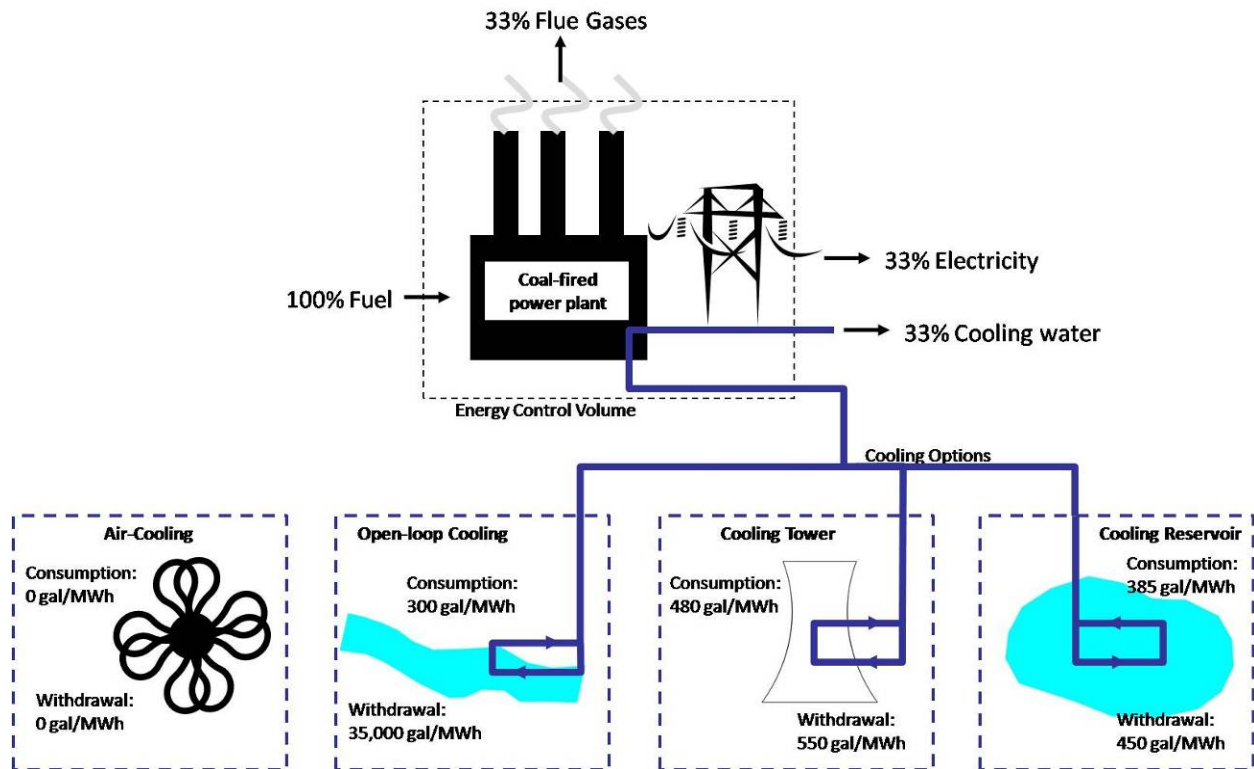 33% Flue Gases
Coal-fired
power plant
100% Fuel
33% Electricity
33% Cooling water
Energy Control Volume
Cooling Options
Air-Cooling
Consumption:
0 gal/MWh
Withdrawal:
0 gal/MWh
Open-loop Cooling
Consumption:
300 gal/MWh
Withdrawal:
35,000 gal/MWh
Cooling Tower
Consumption:
480 gal/MWh
Withdrawal:
550 gal/MWh
Cooling Reservoir
Consumption:
385 gal/MWh
Withdrawal:
450 gal/MWh